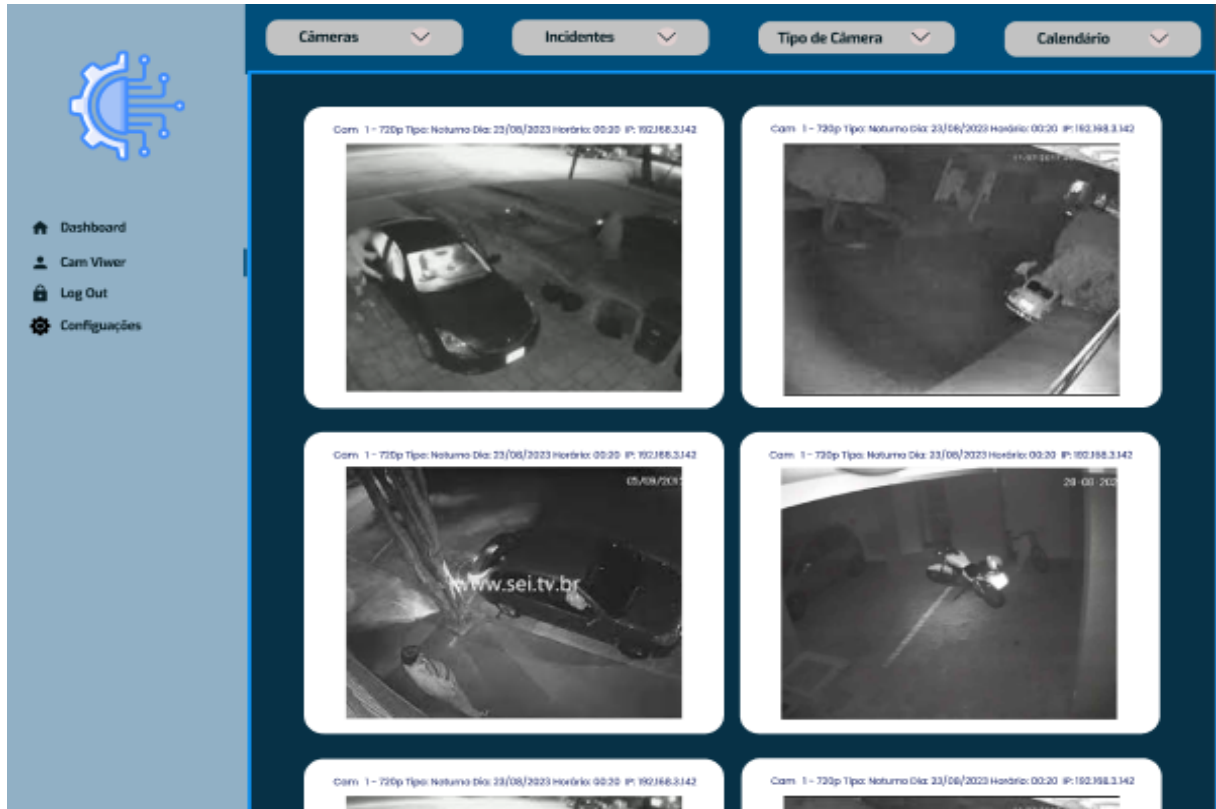 Câmeras
Incidentes
Tipo de Câmera
Calendário
Dashboard
Cam Viwer
Log Out
Configuações
Cam 1 - 720p Tipo: Noturno Dia: 23/08/2023 Horário: 00:20 IP: 192.168.3.142
Cam 1 - 720p Tipo: Noturno Dia: 23/08/2023 Horário: 00:20 IP: 192.168.3.142
Cam 1 - 720p Tipo: Noturno Dia: 23/08/2023 Horário: 00:20 IP: 192.168.3.142
05/09/201
www.sei.tv.br
Cam 1 - 720p Tipo: Noturno Dia: 23/08/2023 Horário: 00:20 IP: 192.168.3.142
28-08-202
Cam 1 - 720p Tipo: Noturno Dia: 23/08/2023 Horário: 00:20 IP: 192.168.3.142
Cam 1 - 720p Tipo: Noturno Dia: 23/08/2023 Horário: 00:20 IP: 192.168.3.142